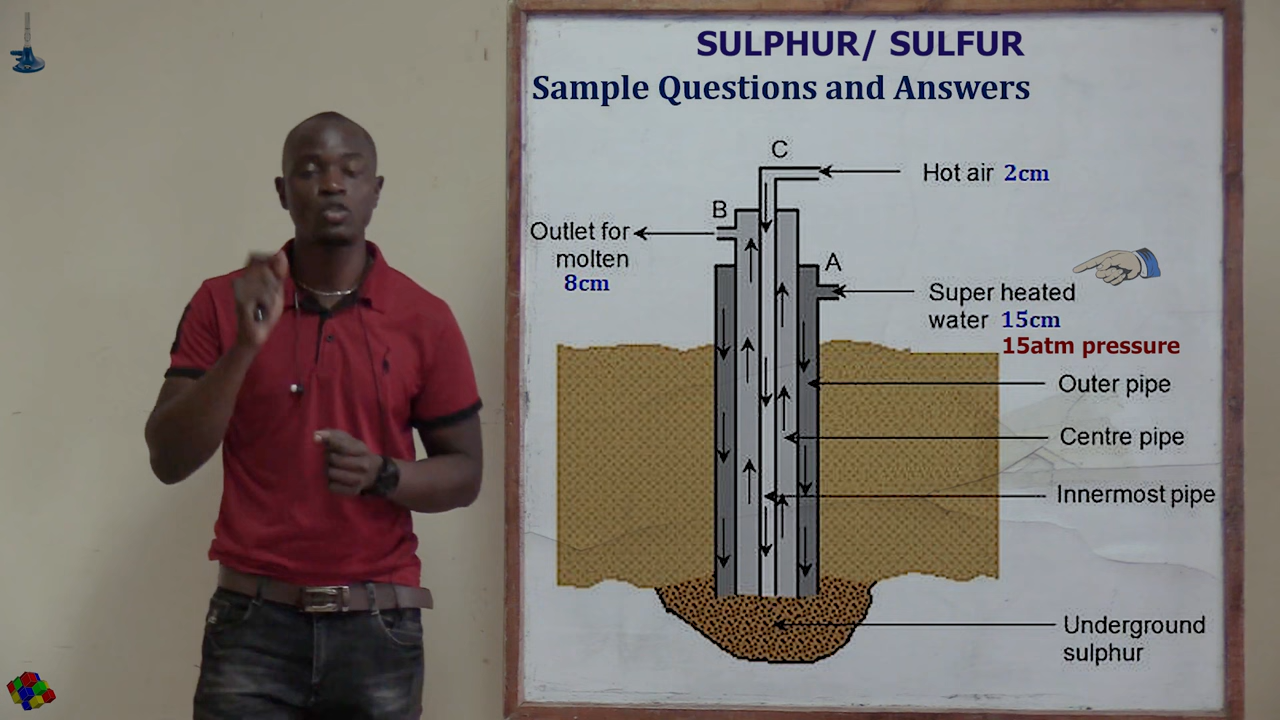 SULPHUR/ SULFUR
Sample Questions and Answers
C
Hot air 2cm
B
Outlet for
molten
8cm
A
Super heated
water 15cm
15atm pressure
Outer pipe
Centre pipe
Innermost pipe
Underground
sulphur